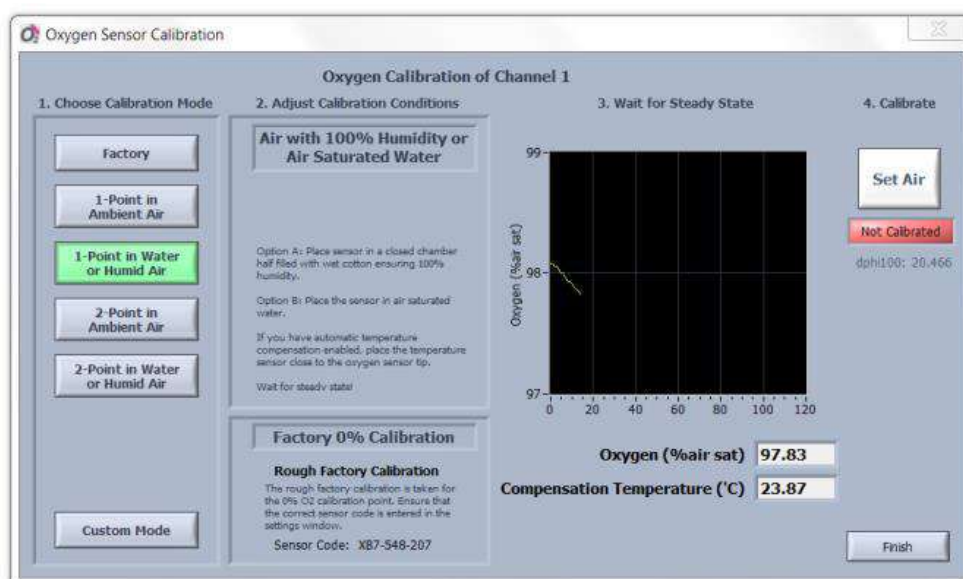 Oxygen Sensor Calibration
Oxygen Calibration of Channel 1
1. Choose Calibration Mode
Factory
1-Point in
Ambient Air
1-Point in Water
or Humid Air
2-Point in
Ambient Air
2-Point in Water
or Humid Air
Custom Mode
2. Adjust Calibration Conditions
Air with 100% Humidity or
Air Saturated Water
Option A: Place sensor in a closed chamber
half filled with wet cotton ensuring 100%
humidity.
Option B: Place the sensor in air saturated
water.
If you have automatic temperature
compensation enabled, place the temperature
sensor close to the oxygen sensor tip.
Wait for steady state!
Factory 0% Calibration
Rough Factory Calibration
The rough factory calibration is taken for
the 0% O2 calibration point. Ensure that
the correct sensor code is entered in the
settings window.
Sensor Code: XB7-548-207
3. Wait for Steady State
Oxygen (%air sat)
99
98
97
0 20 40 60 80 100 120
Oxygen (%air sat) 97.83
Compensation Temperature (°C) 23.87
4. Calibrate
Set Air
Not Calibrated
dphi100: 20.466
Finish